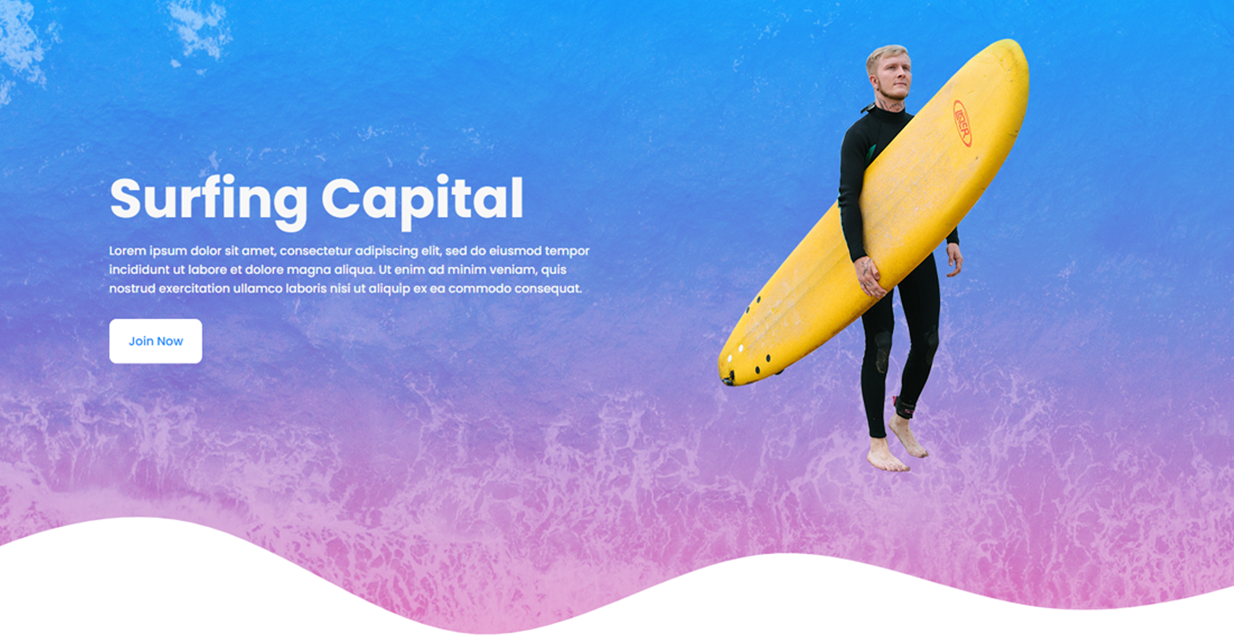 Surfing Capital
Lorem ipsum dolor sit amet, consectetur adipiscing elit, sed do eiusmod tempor
incididunt ut labore et dolore magna aliqua. Ut enim ad minim veniam, quis
nostrud exercitation ullamco laboris nisi ut aliquip ex ea commodo consequat.
Join Now